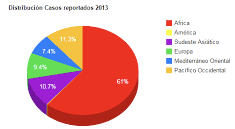 Distribución Casos reportados 2013
Africa
América
Sudeste Asiático
Europa
Mediterráneo Oriental
Pacífico Occidental
11.3%
7.4%
9.4%
10.7%
61%